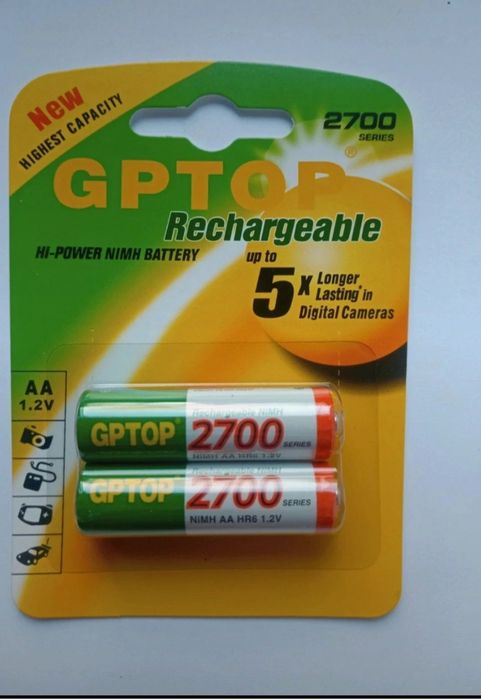 New
HIGHEST CAPACITY
2700
SERIES
GPTOP®
Rechargeable
HI-POWER NIMH BATTERY
up to
5x Longer
Lasting* in
Digital Cameras
AA
1.2V
Rechargeable NiMH
GPTOP® 2700 SERIES
NiMH AA HR6 1.2V
Rechargeable NiMH
GPTOP® 2700 SERIES
NiMH AA HR6 1.2V